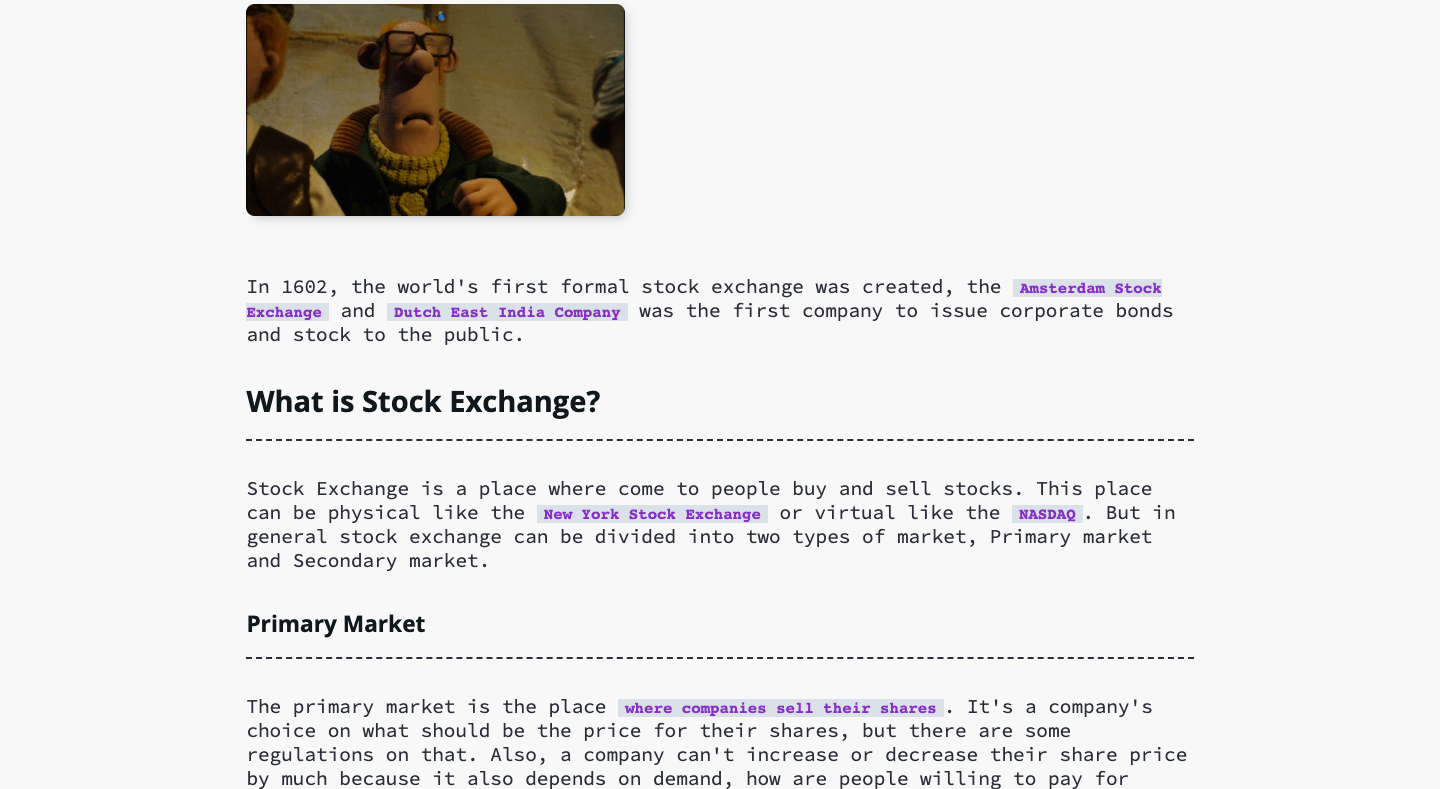 In 1602, the world's first formal stock exchange was created, the Amsterdam Stock
Exchange and Dutch East India Company was the first company to issue corporate bonds
and stock to the public.
What is Stock Exchange?
Stock Exchange is a place where come to people buy and sell stocks. This place
can be physical like the New York Stock Exchange or virtual like the NASDAQ. But in
general stock exchange can be divided into two types of market, Primary market
and Secondary market.
Primary Market
The primary market is the place where companies sell their shares. It's a company's
choice on what should be the price for their shares, but there are some
regulations on that. Also, a company can't increase or decrease their share price
by much because it also depends on demand, how are people willing to pay for